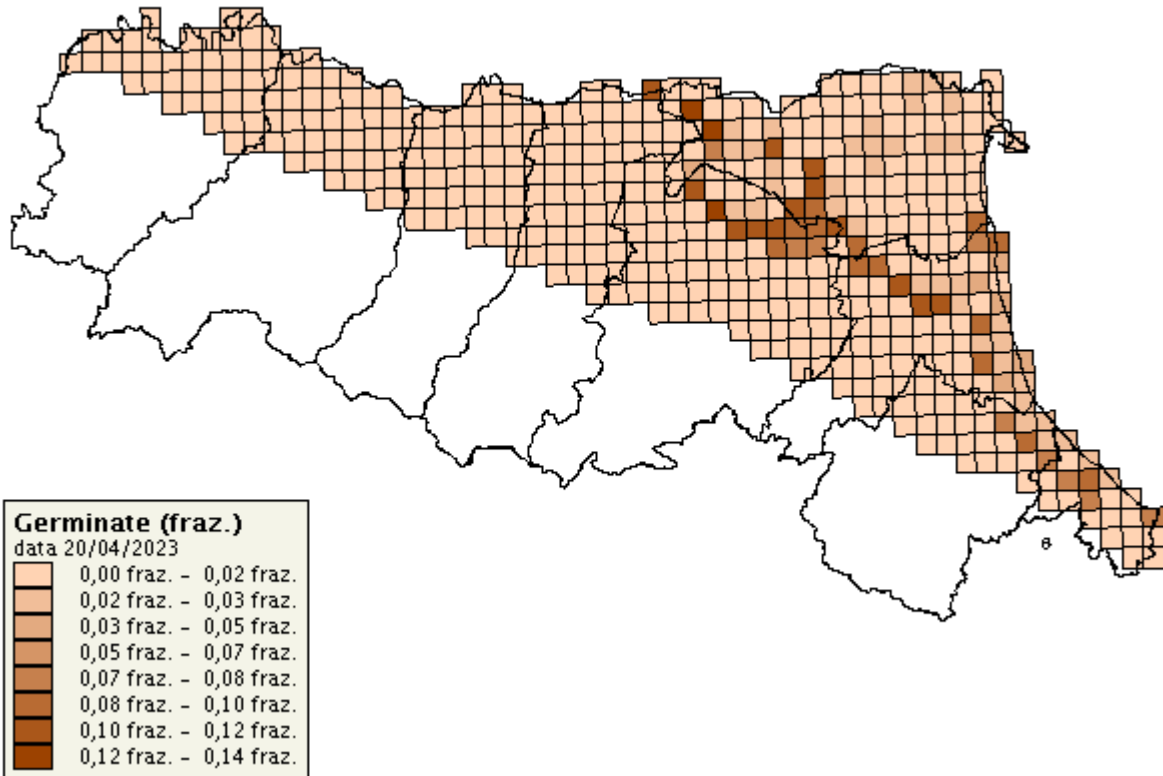 Germinate (fraz.)
data 20/04/2023
0,00 fraz. - 0,02 fraz.
0,02 fraz. - 0,03 fraz.
0,03 fraz. - 0,05 fraz.
0,05 fraz. - 0,07 fraz.
0,07 fraz. - 0,08 fraz.
0,08 fraz. - 0,10 fraz.
0,10 fraz. - 0,12 fraz.
0,12 fraz. - 0,14 fraz.